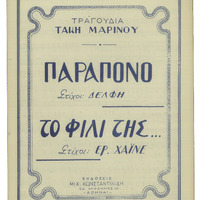 ΤΡΑΓΟΥΔΙΑ
ΤΑΚΗ ΜΑΡΙΝΟΥ
ΠΑΡΑΠΟΝΟ
Στίχοι: ΔΕΛΦΗ
ΤΟ ΦΙΛΙ ΤΗΣ...
Στίχοι: ΕΡ. ΧΑΪΝΕ
ΕΚΔΟΣΕΙΣ
ΜΙΧ. ΚΩΝΣΤΑΝΤΙΝΙΔΗ
ΑΘΗΝΑΙ